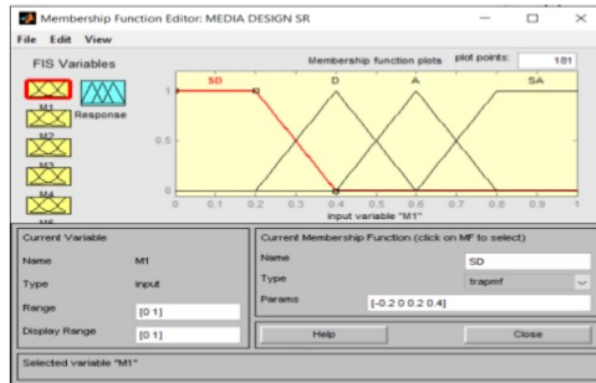 Membership Function Editor: MEDIA DESIGN SR
File Edit View
FIS Variables
Membership function plots
plot points:
181
M1
Response
M2
M3
M4
SD
D
A
SA
1
0.5
0
0 0.1 0.2 0.3 0.4 0.5 0.6 0.7 0.8 0.9 1
input variable "M1"
Current Variable
Name M1
Type input
Range [0 1]
Display Range [0 1]
Current Membership Function (click on MF to select)
Name SD
Type trapmf
Params [-0.2 0 0.2 0.4]
Help
Close
Selected variable "M1"